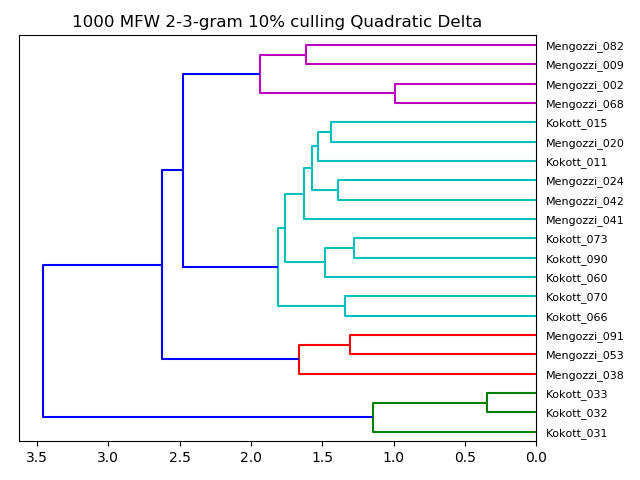 1000 MFW 2-3-gram 10% culling Quadratic Delta
Mengozzi_082
Mengozzi_009
Mengozzi_002
Mengozzi_068
Kokott_015
Mengozzi_020
Kokott_011
Mengozzi_024
Mengozzi_042
Mengozzi_041
Kokott_073
Kokott_090
Kokott_060
Kokott_070
Kokott_066
Mengozzi_091
Mengozzi_053
Mengozzi_038
Kokott_033
Kokott_032
Kokott_031
3.5 3.0 2.5 2.0 1.5 1.0 0.5 0.0